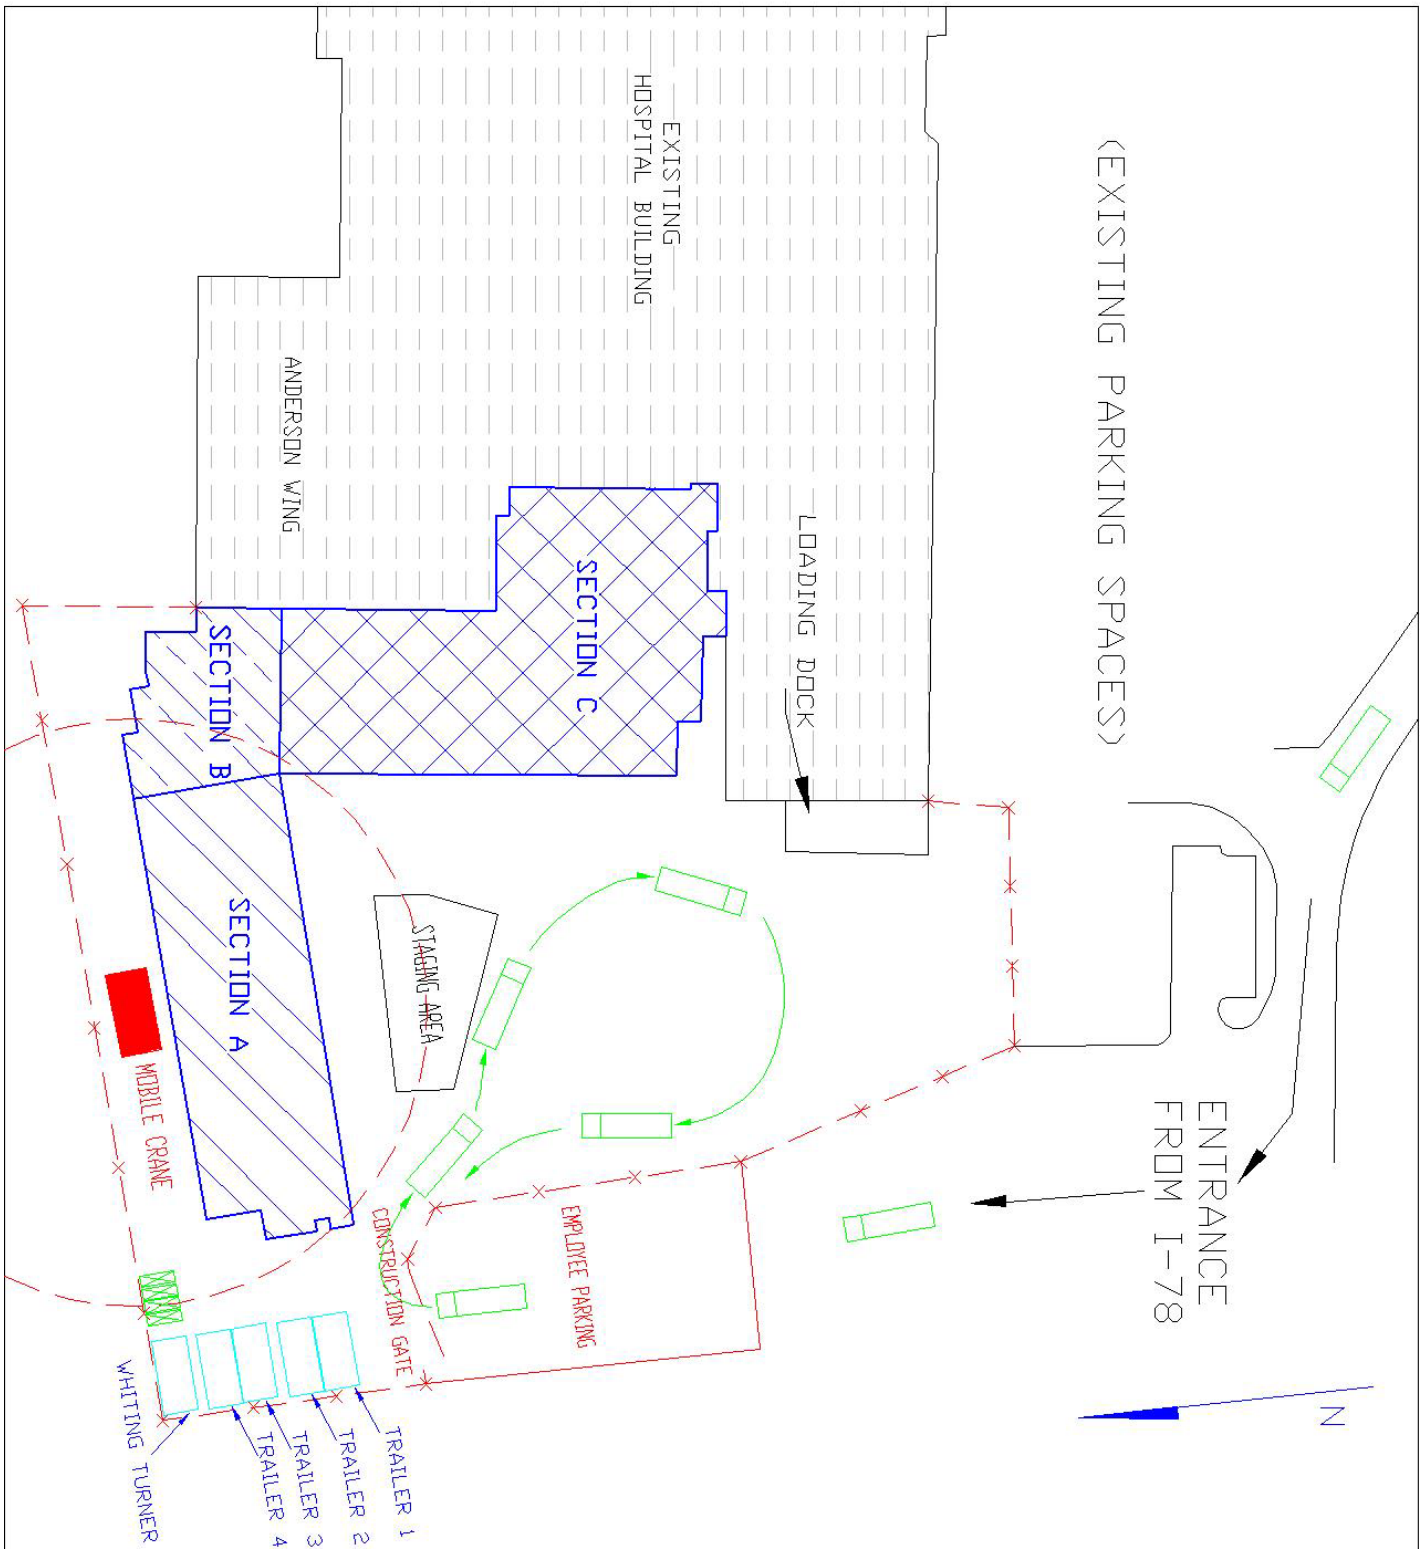 <EXISTING PARKING SPACES>
EXISTING
HOSPITAL BUILDING
ANDERSON WING
LOADING DOCK
SECTION C
SECTION B
SECTION A
STAGING AREA
MOBILE CRANE
ENTRANCE
FROM I-78
EMPLOYEE PARKING
CONSTRUCTION GATE
N
TRAILER 1
TRAILER 2
TRAILER 3
TRAILER 4
WHITING TURNER